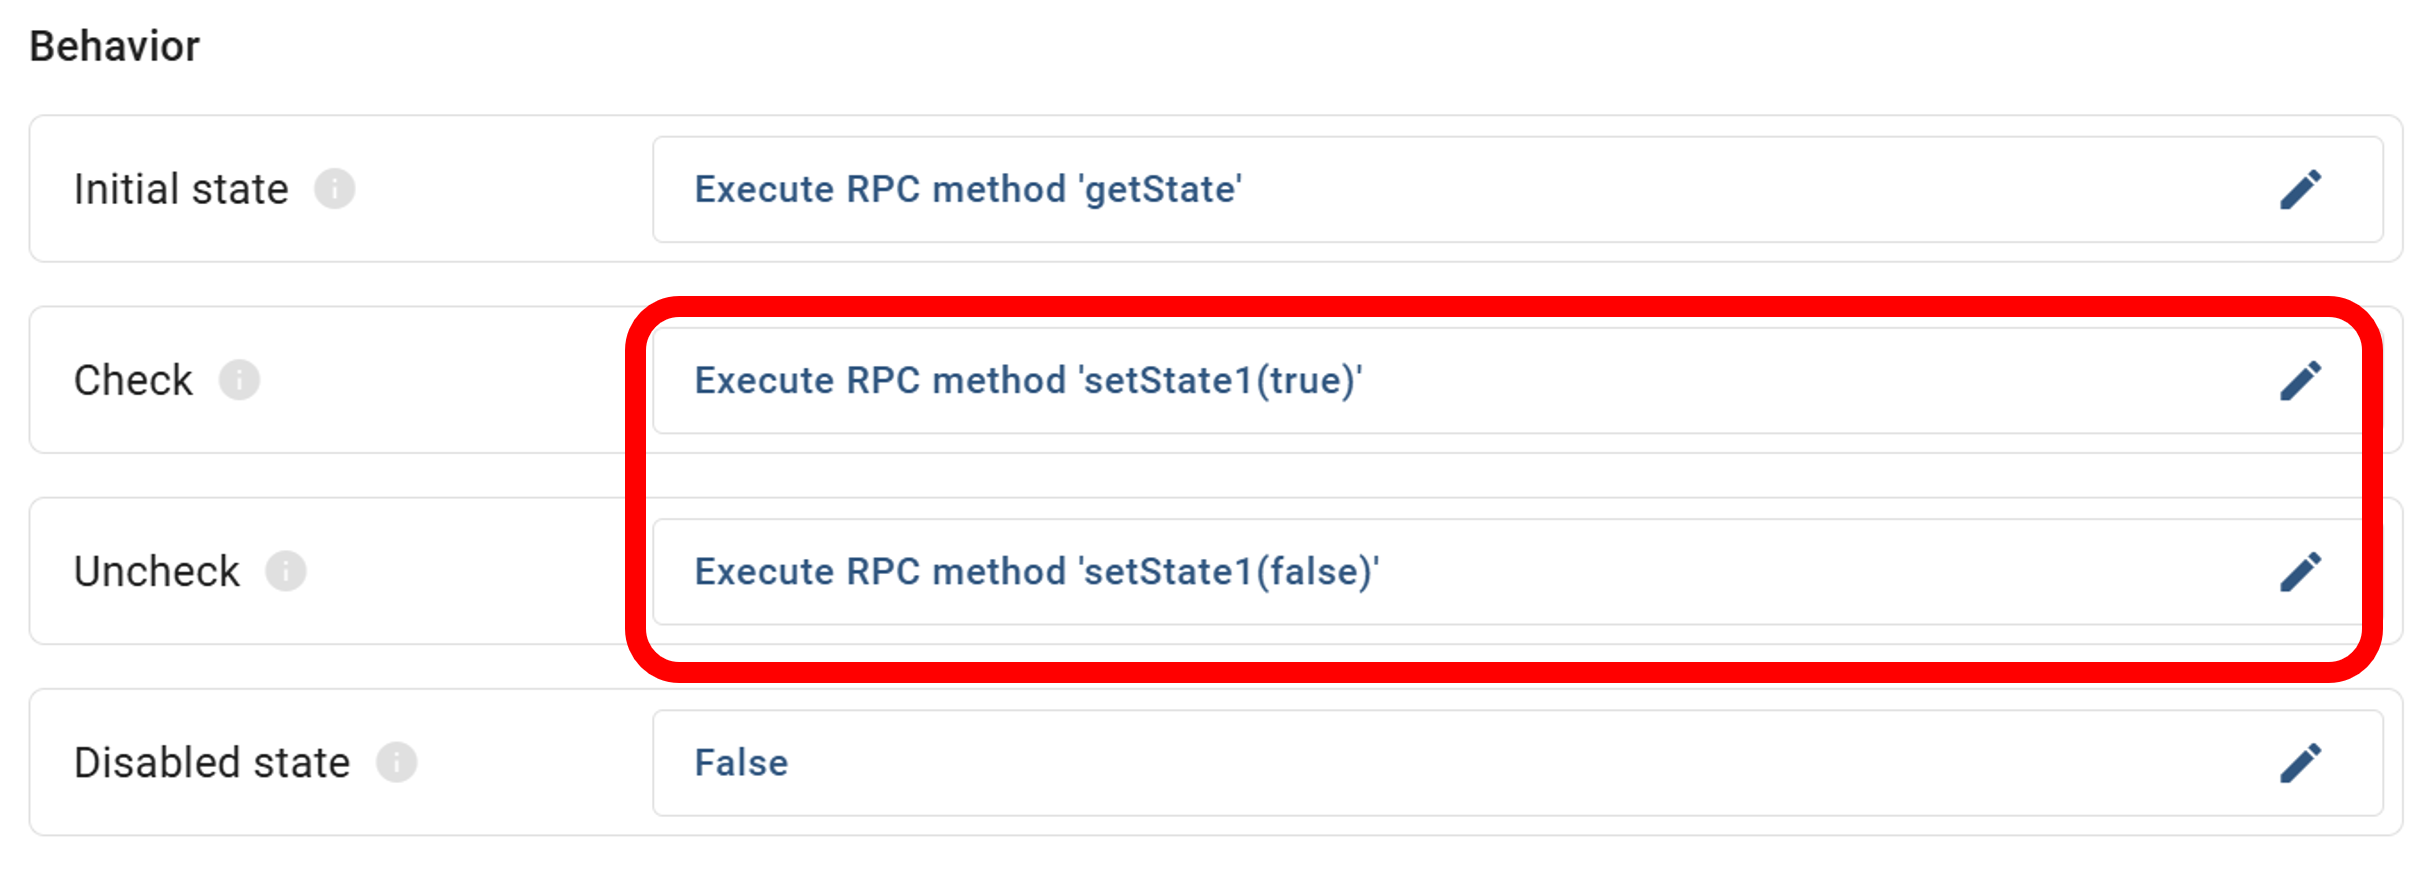 Behavior
Initial state
Execute RPC method 'getState'
Check
Execute RPC method 'setState1(true)'
Uncheck
Execute RPC method 'setState1(false)'
Disabled state
False